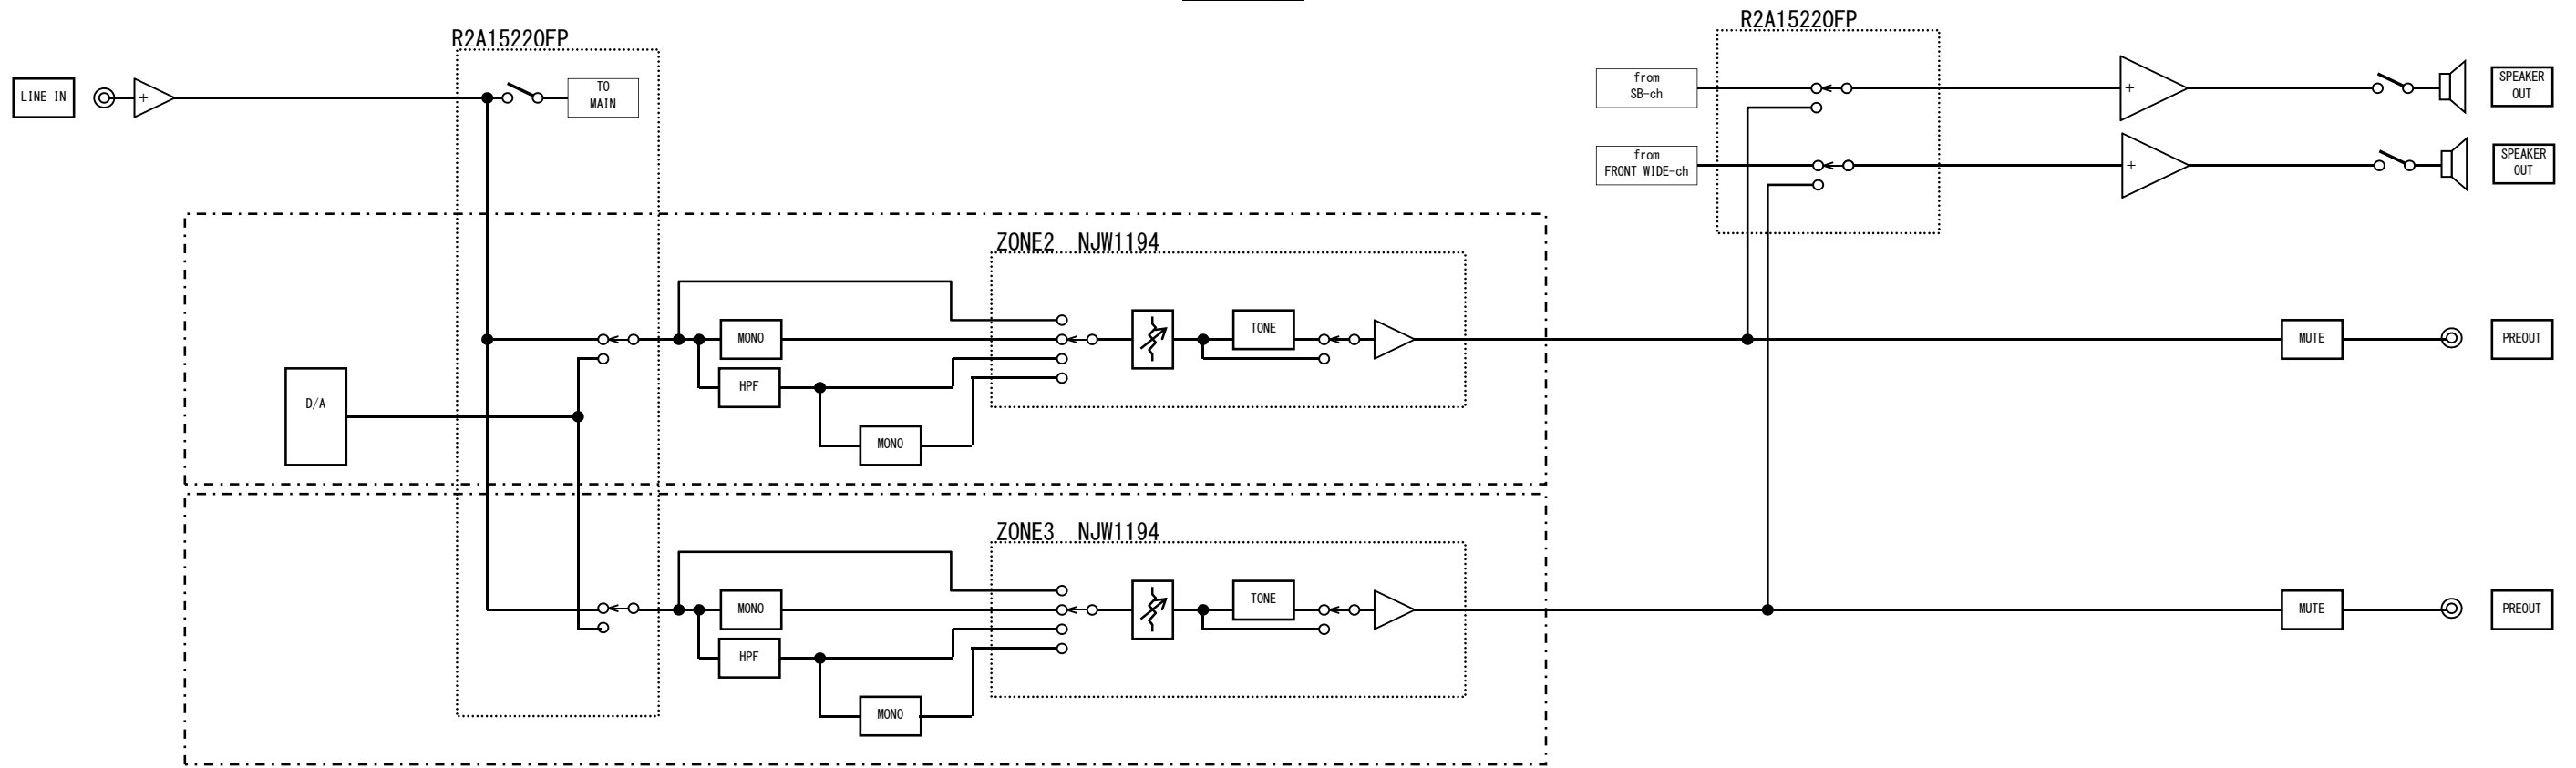 R2A15220FP
R2A15220FP
LINE IN
+
TO
MAIN
from
SB-ch
+
SPEAKER
OUT
from
FRONT WIDE-ch
+
SPEAKER
OUT
ZONE2 NJW1194
MONO
TONE
MUTE
PREOUT
HPF
D/A
MONO
ZONE3 NJW1194
MONO
TONE
MUTE
PREOUT
HPF
MONO